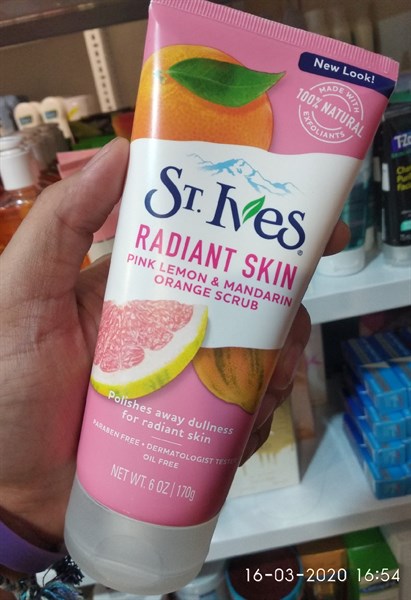 New Look!
MADE WITH
100% NATURAL
EXFOLIANTS
ST. IVES
RADIANT SKIN
PINK LEMON & MANDARIN
ORANGE SCRUB
Polishes away dullness
for radiant skin
PARABEN FREE • DERMATOLOGIST TESTED
OIL FREE
NET WT. 6 OZ | 170g
16-03-2020 16:54